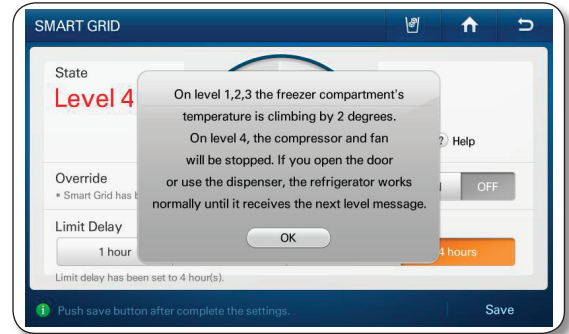 SMART GRID
State
Level 4
On level 1,2,3 the freezer compartment's
temperature is climbing by 2 degrees.
On level 4, the compressor and fan
will be stopped. If you open the door
or use the dispenser, the refrigerator works
normally until it receives the next level message.
OK
? Help
Override
OFF
• Smart Grid has
Limit Delay
1 hour
4 hours
Limit delay has been set to 4 hour(s).
Push save button after complete the settings.
Save